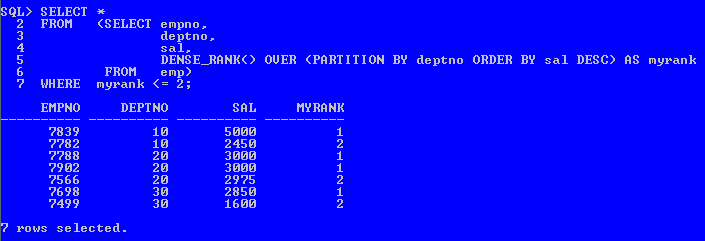 SQL> SELECT *
  2  FROM   (SELECT empno,
  3                 deptno,
  4                 sal,
  5                 DENSE_RANK() OVER (PARTITION BY deptno ORDER BY sal DESC) AS myrank
  6          FROM   emp)
  7  WHERE  myrank <= 2;
     EMPNO     DEPTNO        SAL     MYRANK
---------- ---------- ---------- ----------
      7839         10       5000          1
      7782         10       2450          2
      7788         20       3000          1
      7902         20       3000          1
      7566         20       2975          2
      7698         30       2850          1
      7499         30       1600          2
7 rows selected.